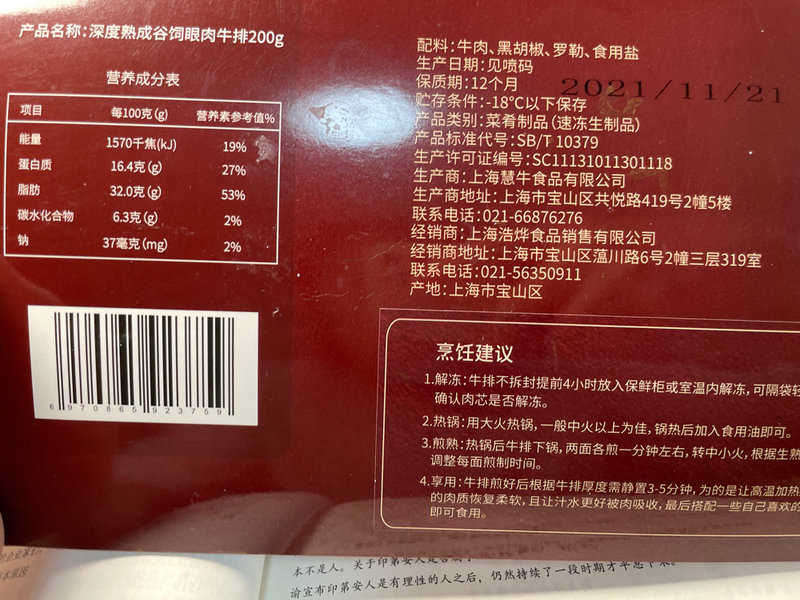 产品名称：深度熟成谷饲眼肉牛排200g
营养成分表
项目 每100克(g) 营养素参考值%
能量 1570千焦(kJ) 19%
蛋白质 16.4克(g) 27%
脂肪 32.0克(g) 53%
碳水化合物 6.3克(g) 2%
钠 37毫克(mg) 2%
6970865923759
配料：牛肉、黑胡椒、罗勒、食用盐
生产日期：见喷码
保质期：12个月
2021/11/21
贮存条件：-18℃以下保存
产品类别：菜肴制品（速冻生制品）
产品标准代号：SB/T 10379
生产许可证编号：SC11131011301118
生产商：上海慧牛食品有限公司
生产商地址：上海市宝山区共悦路419号2幢5楼
联系电话：021-66876276
经销商：上海浩烨食品销售有限公司
经销商地址：上海市宝山区蕰川路6号2幢三层319室
联系电话：021-56350911
产地：上海市宝山区
烹饪建议
1.解冻：牛排不拆封提前4小时放入保鲜柜或室温内解冻，可隔袋轻
确认肉芯是否解冻。
2.热锅：用大火热锅，一般中火以上为佳，锅热后加入食用油即可。
3.煎熟：热锅后牛排下锅，两面各煎一分钟左右，转中小火，根据生熟
调整每面煎制时间。
4.享用：牛排煎好后根据牛排厚度需静置3-5分钟，为的是让高温加热
的肉质恢复柔软，且让汁水更好被肉吸收，最后搭配一些自己喜欢的
即可食用。
本不是人。关于印第安人是否
谕宣布印第安人是有理性的人之后，仍然持续了一段时期才平息下来。